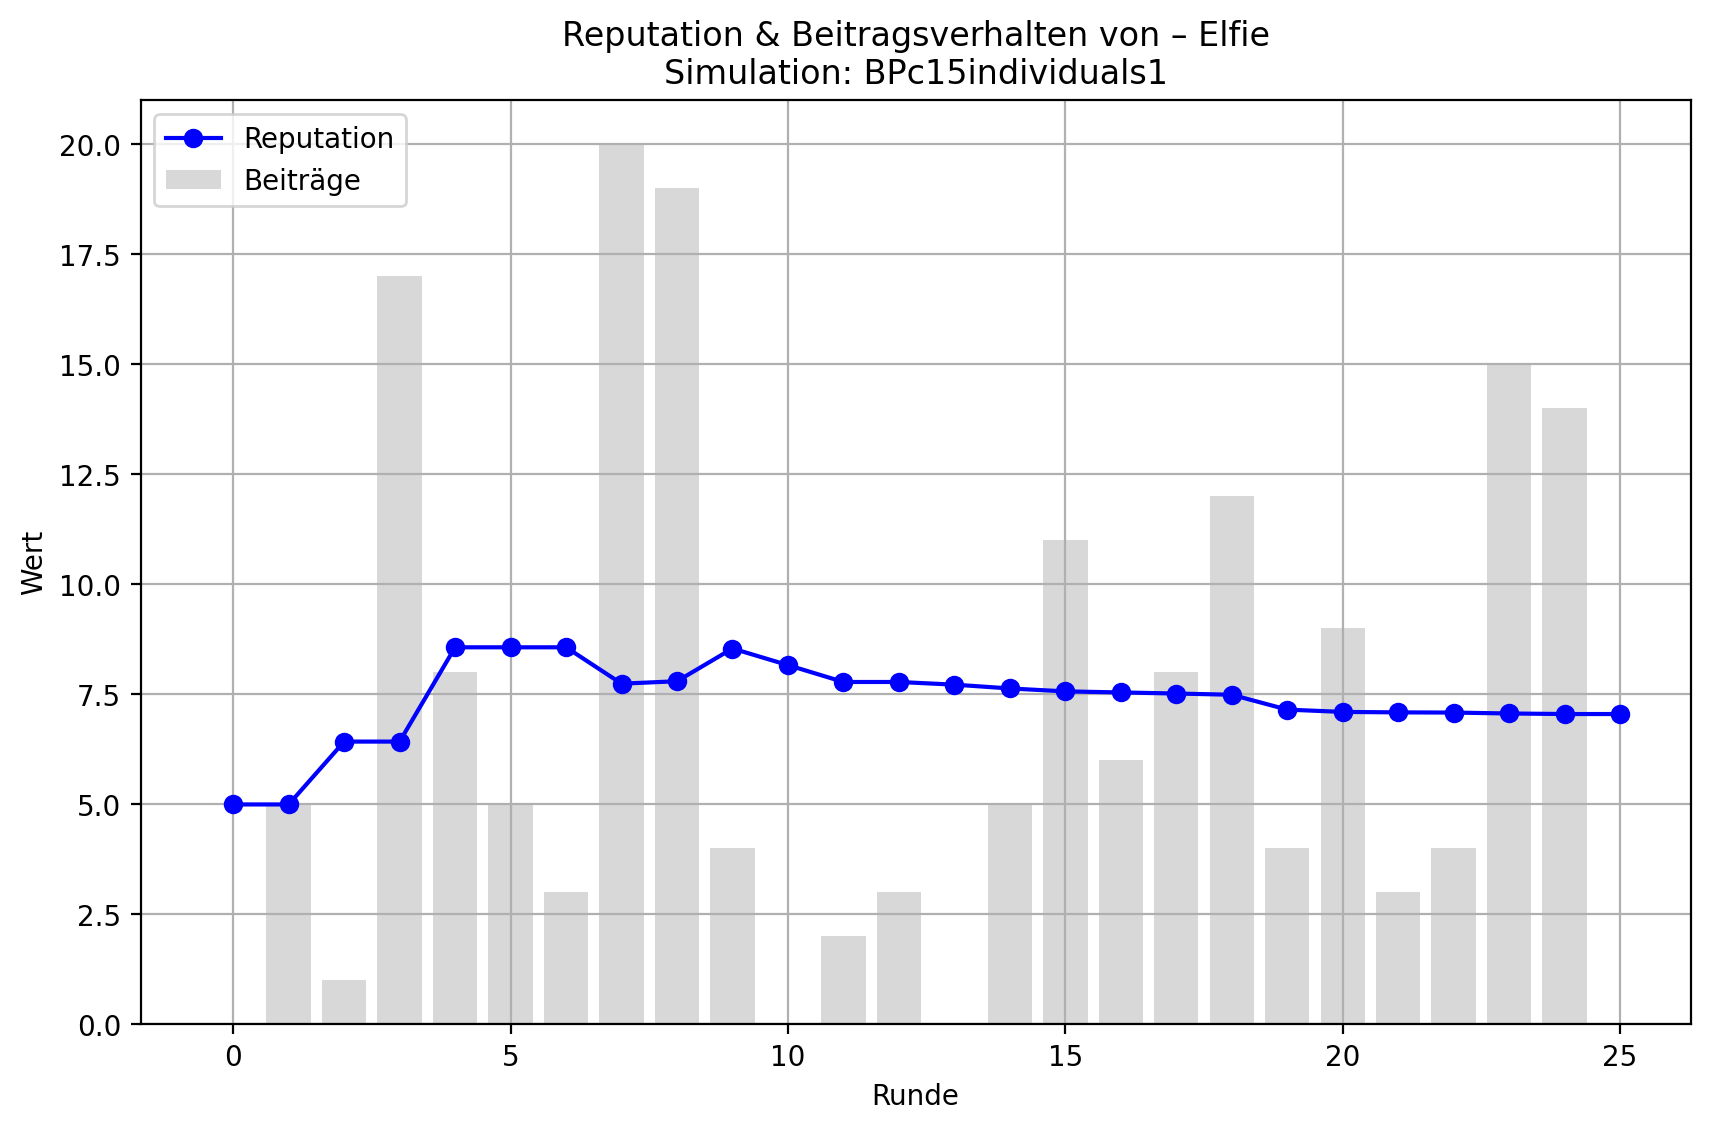 Reputation & Beitragsverhalten von – Elfie
Simulation: BPc15individuals1
Reputation
Beiträge
20.0
17.5
15.0
12.5
10.0
7.5
5.0
2.5
0.0
Wert
0 5 10 15 20 25
Runde